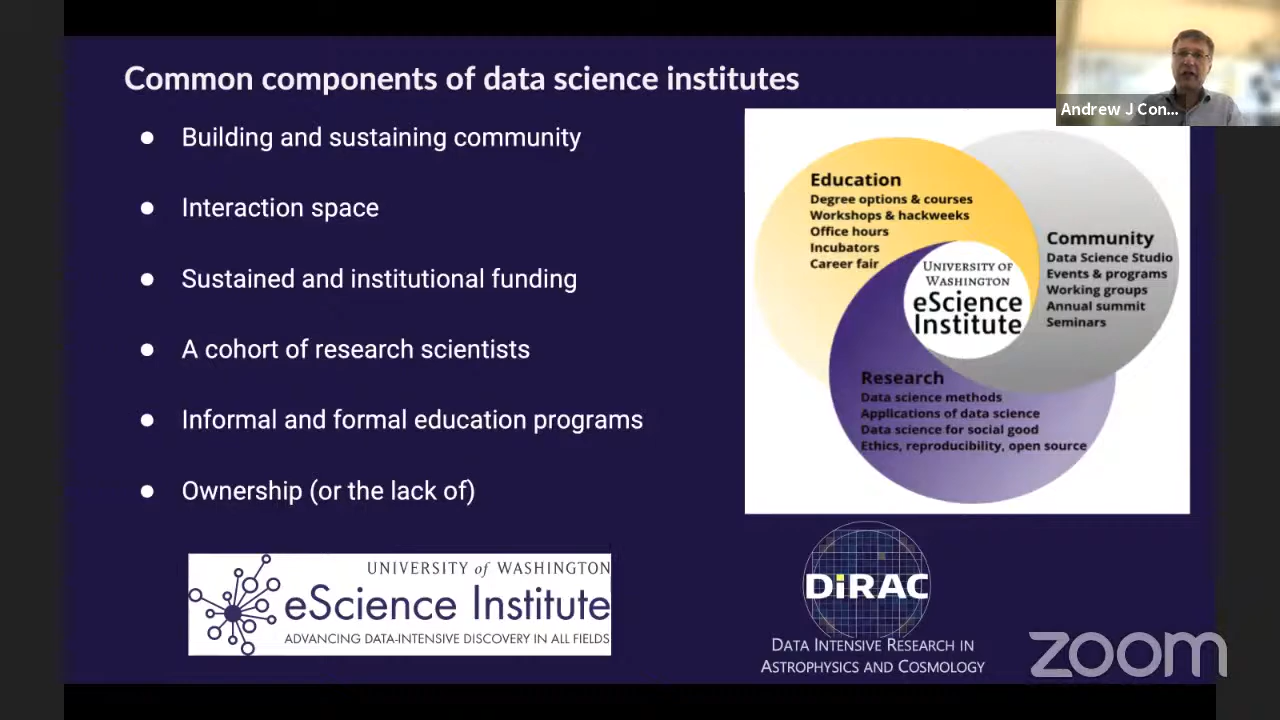 Common components of data science institutes
Andrew J Con...
● Building and sustaining community
● Interaction space
● Sustained and institutional funding
● A cohort of research scientists
● Informal and formal education programs
● Ownership (or the lack of)
Education
Degree options & courses
Workshops & hackweeks
Office hours
Incubators
Career fair
Community
Data Science Studio
Events & programs
Working groups
Annual summit
Seminars
UNIVERSITY OF
WASHINGTON
eScience
Institute
Research
Data science methods
Applications of data science
Data science for social good
Ethics, reproducibility, open source
UNIVERSITY of WASHINGTON
eScience Institute
ADVANCING DATA-INTENSIVE DISCOVERY IN ALL FIELDS
DiRAC
DATA INTENSIVE RESEARCH IN
ASTROPHYSICS AND COSMOLOGY
zoom